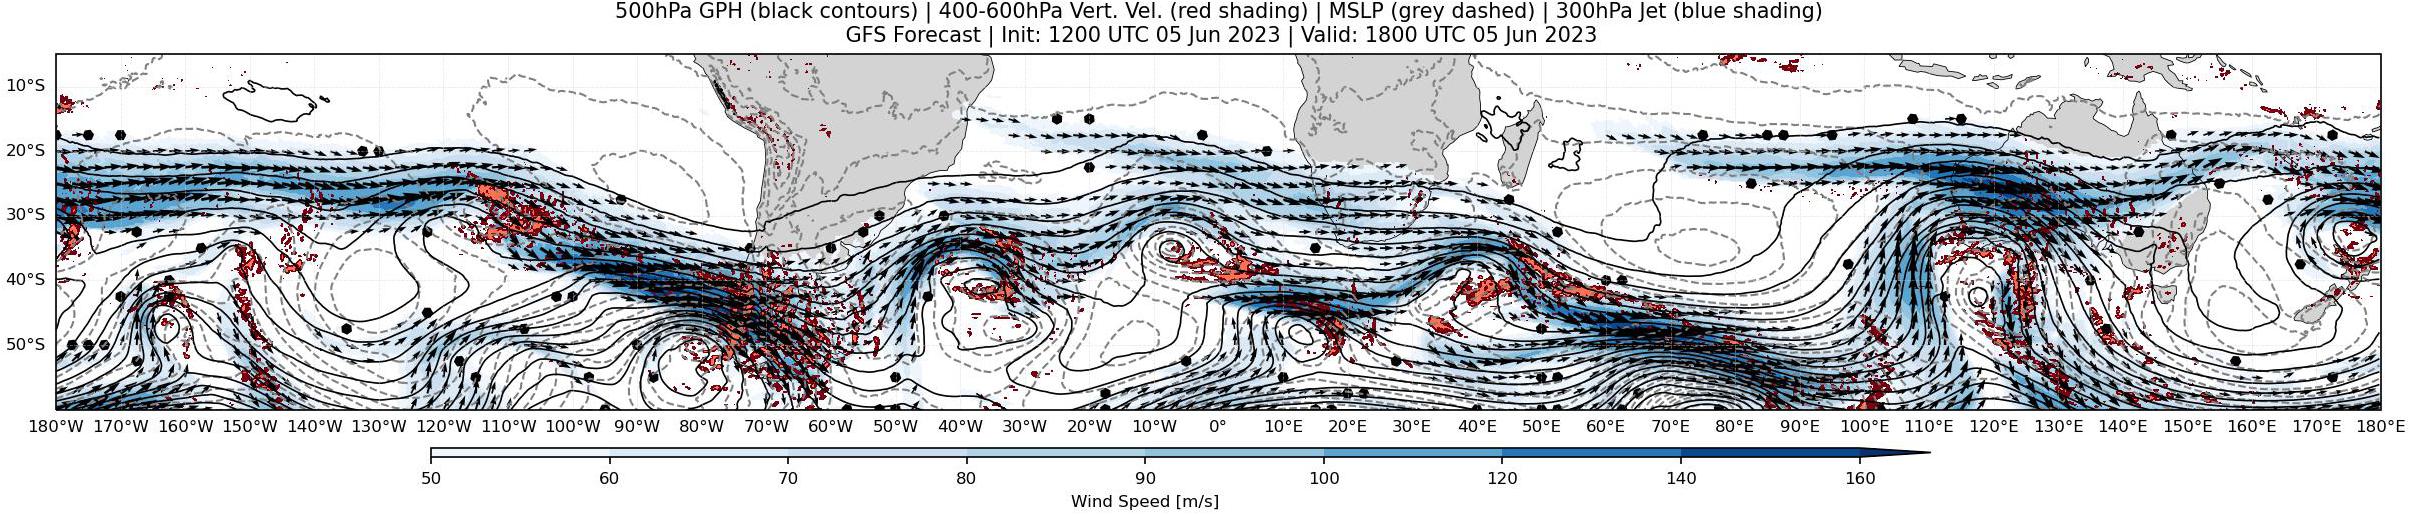 500hPa GPH (black contours) | 400-600hPa Vert. Vel. (red shading) | MSLP (grey dashed) | 300hPa Jet (blue shading)
GFS Forecast | Init: 1200 UTC 05 Jun 2023 | Valid: 1800 UTC 05 Jun 2023
10°S
20°S
30°S
40°S
50°S
180°W 170°W 160°W 150°W 140°W 130°W 120°W 110°W 100°W 90°W 80°W 70°W 60°W 50°W 40°W 30°W 20°W 10°W 0° 10°E 20°E 30°E 40°E 50°E 60°E 70°E 80°E 90°E 100°E 110°E 120°E 130°E 140°E 150°E 160°E 170°E 180°E
50 60 70 80 90 100 120 140 160
Wind Speed [m/s]